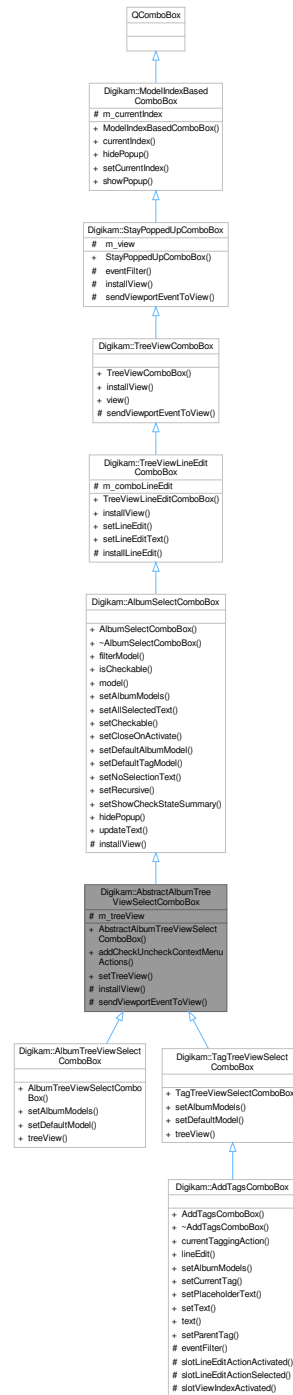 QComboBox
Digikam::ModelIndexBased
ComboBox
# m_currentIndex
+ ModelIndexBasedComboBox()
+ currentIndex()
+ hidePopup()
+ setCurrentIndex()
+ showPopup()
Digikam::StayPoppedUpComboBox
# m_view
+ StayPoppedUpComboBox()
# eventFilter()
# installView()
# sendViewportEventToView()
Digikam::TreeViewComboBox
+ TreeViewComboBox()
+ installView()
+ view()
# sendViewportEventToView()
Digikam::TreeViewLineEdit
ComboBox
# m_comboLineEdit
+ TreeViewLineEditComboBox()
+ installView()
+ setLineEdit()
+ setLineEditText()
# installLineEdit()
Digikam::AlbumSelectComboBox
+ AlbumSelectComboBox()
+ ~AlbumSelectComboBox()
+ filterModel()
+ isCheckable()
+ model()
+ setAlbumModels()
+ setAllSelectedText()
+ setCheckable()
+ setCloseOnActivate()
+ setDefaultAlbumModel()
+ setDefaultTagModel()
+ setNoSelectionText()
+ setRecursive()
+ setShowCheckStateSummary()
+ hidePopup()
+ updateText()
# installView()
Digikam::AbstractAlbumTree
ViewSelectComboBox
# m_treeView
+ AbstractAlbumTreeViewSelect
ComboBox()
+ addCheckUncheckContextMenu
Actions()
+ setTreeView()
# installView()
# sendViewportEventToView()
Digikam::AlbumTreeViewSelect
ComboBox
+ AlbumTreeViewSelectCombo
Box()
+ setAlbumModels()
+ setDefaultModel()
+ treeView()
Digikam::TagTreeViewSelect
ComboBox
+ TagTreeViewSelectComboBox()
+ setAlbumModels()
+ setDefaultModel()
+ treeView()
Digikam::AddTagsComboBox
+ AddTagsComboBox()
+ ~AddTagsComboBox()
+ currentTaggingAction()
+ lineEdit()
+ setAlbumModels()
+ setCurrentTag()
+ setPlaceholderText()
+ setText()
+ text()
+ setParentTag()
# eventFilter()
# slotLineEditActionActivated()
# slotLineEditActionSelected()
# slotViewIndexActivated()